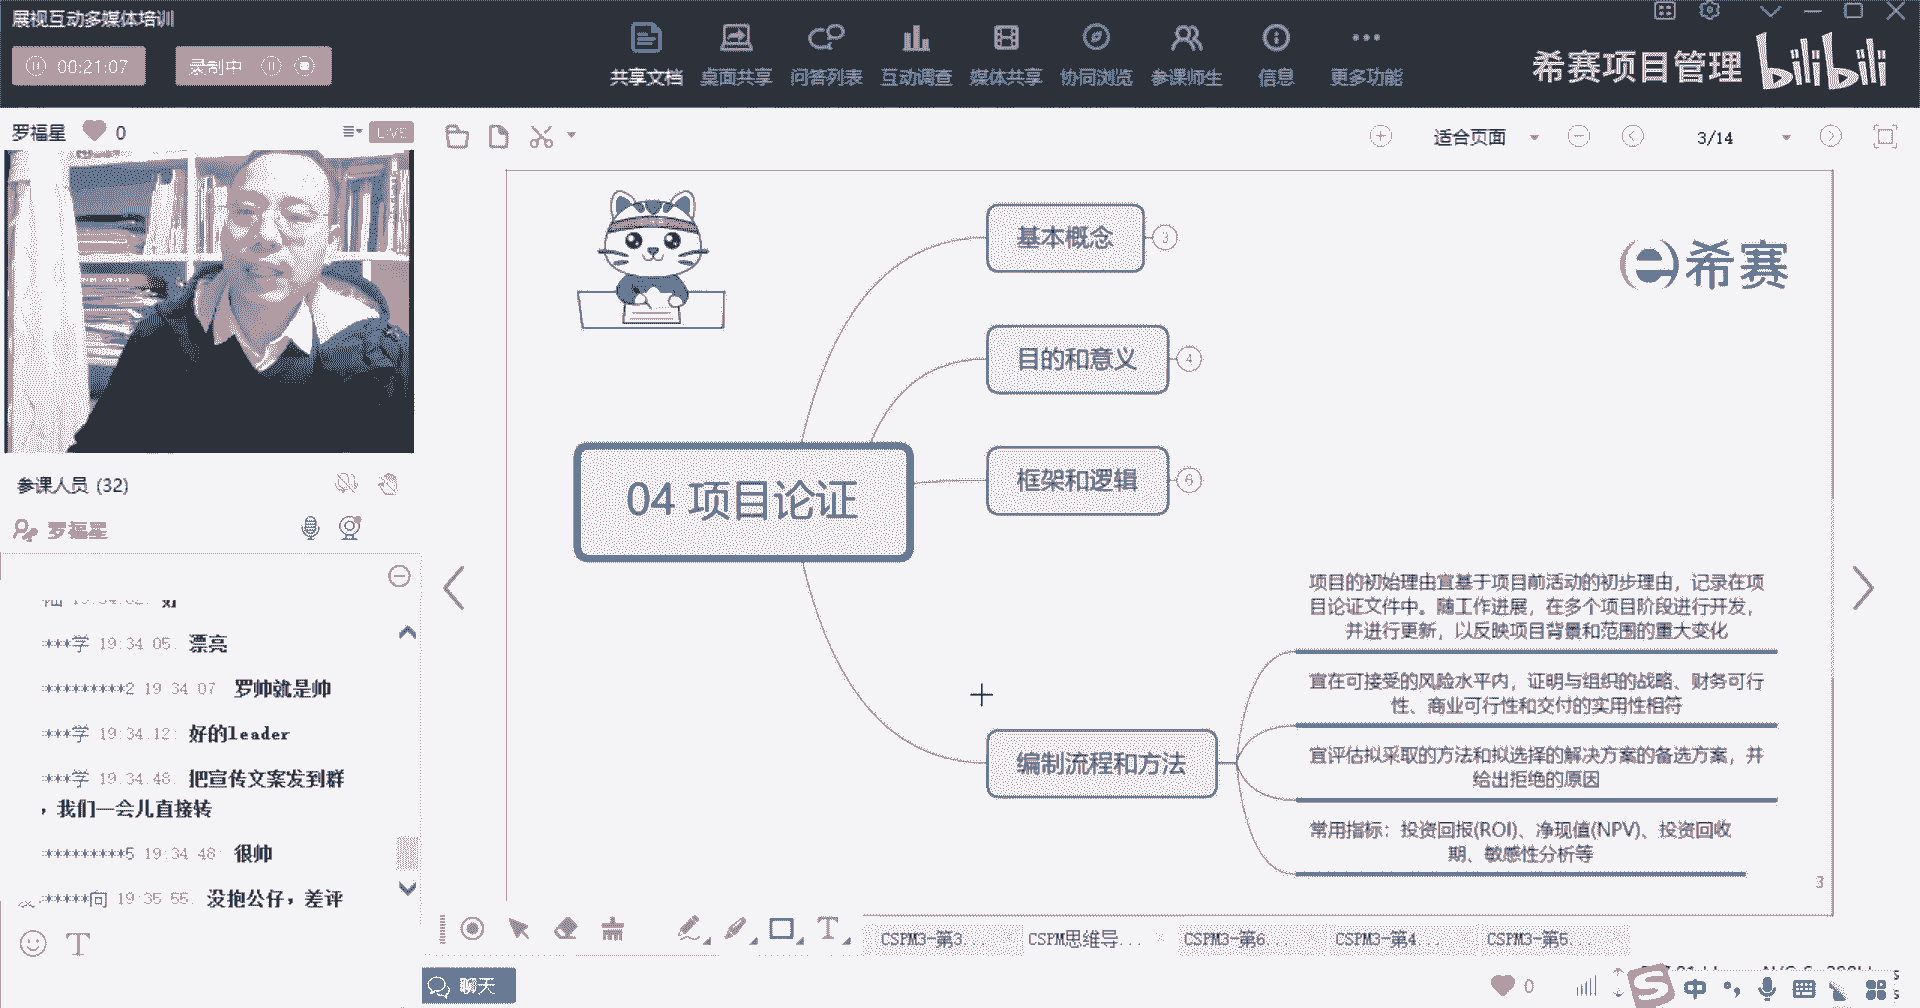 展视互动多媒体培训
00:21:07
录制中
共享文档 桌面共享 问答列表 互动调查 媒体共享 协同浏览 参课师生 信息 更多功能
希赛项目管理 bilibili
罗福星 0
LIVE
适合页面
3/14
参课人员 (32)
罗福星
***学 19:34:05: 漂亮
*********2 19:34:07: 罗帅就是帅
***学 19:34:12: 好的leader
***学 19:34:48: 把宣传文案发到群
，我们一会儿直接转
*********5 19:34:48: 很帅
*****向 19:35:55: 没抱公仔，差评
T
聊天
希赛
04 项目论证
基本概念 3
目的和意义 4
框架和逻辑 6
编制流程和方法
项目的初始理由宜基于项目前活动的初步理由，记录在项
目论证文件中。随工作进展，在多个项目阶段进行开发，
并进行更新，以反映项目背景和范围的重大变化
宜在可接受的风险水平内，证明与组织的战略、财务可行
性、商业可行性和交付的实用性相符
宜评估拟采取的方法和拟选择的解决方案的备选方案，并
给出拒绝的原因
常用指标：投资回报(ROI)、净现值(NPV)、投资回收
期、敏感性分析等
3
T
CSPM3-第3... CSPM思维导... CSPM3-第6... CSPM3-第4... CSPM3-第5...
0
S 中